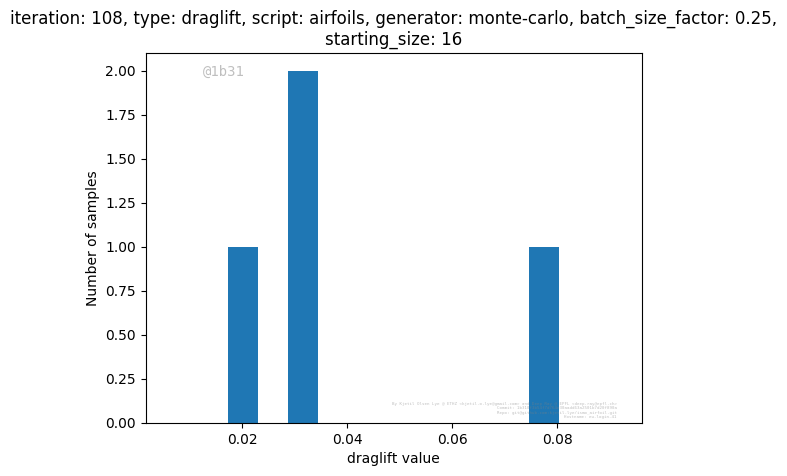 iteration: 108, type: draglift, script: airfoils, generator: monte-carlo, batch_size_factor: 0.25,
starting_size: 16
@1b31
2.00
1.75
1.50
1.25
1.00
0.75
0.50
0.25
0.00
Number of samples
0.02 0.04 0.06 0.08
draglift value